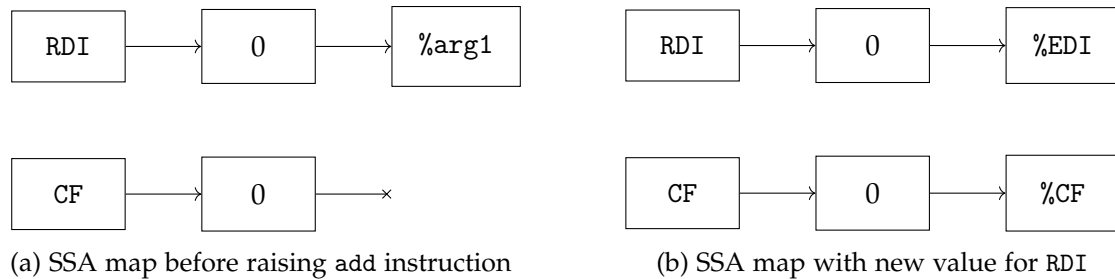 RDI 0 %arg1 RDI 0 %EDI
CF 0 CF 0 %CF
(a) SSA map before raising add instruction (b) SSA map with new value for RDI